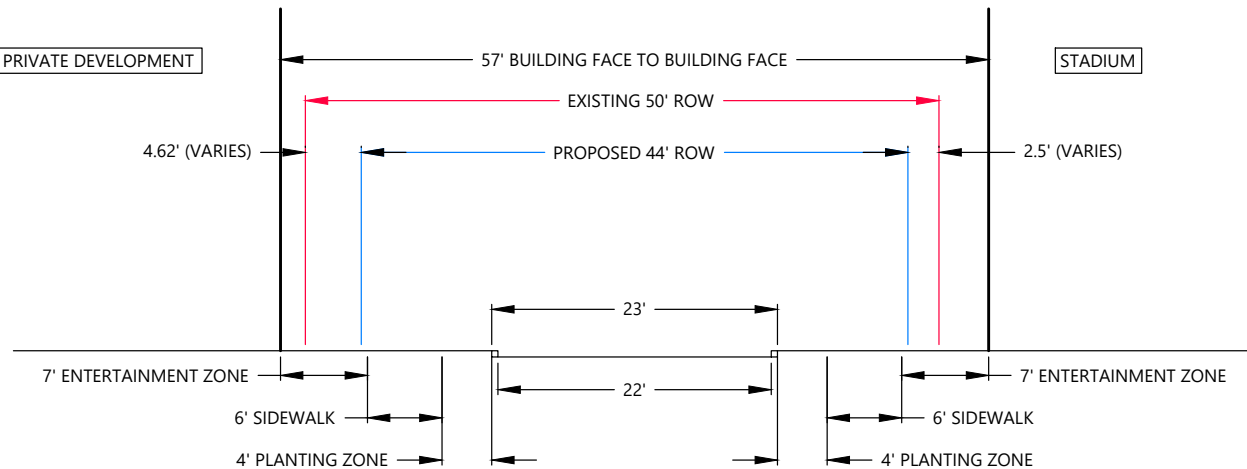 PRIVATE DEVELOPMENT
57' BUILDING FACE TO BUILDING FACE
STADIUM
EXISTING 50' ROW
4.62' (VARIES)
PROPOSED 44' ROW
2.5' (VARIES)
23'
7' ENTERTAINMENT ZONE
22'
7' ENTERTAINMENT ZONE
6' SIDEWALK
6' SIDEWALK
4' PLANTING ZONE
4' PLANTING ZONE